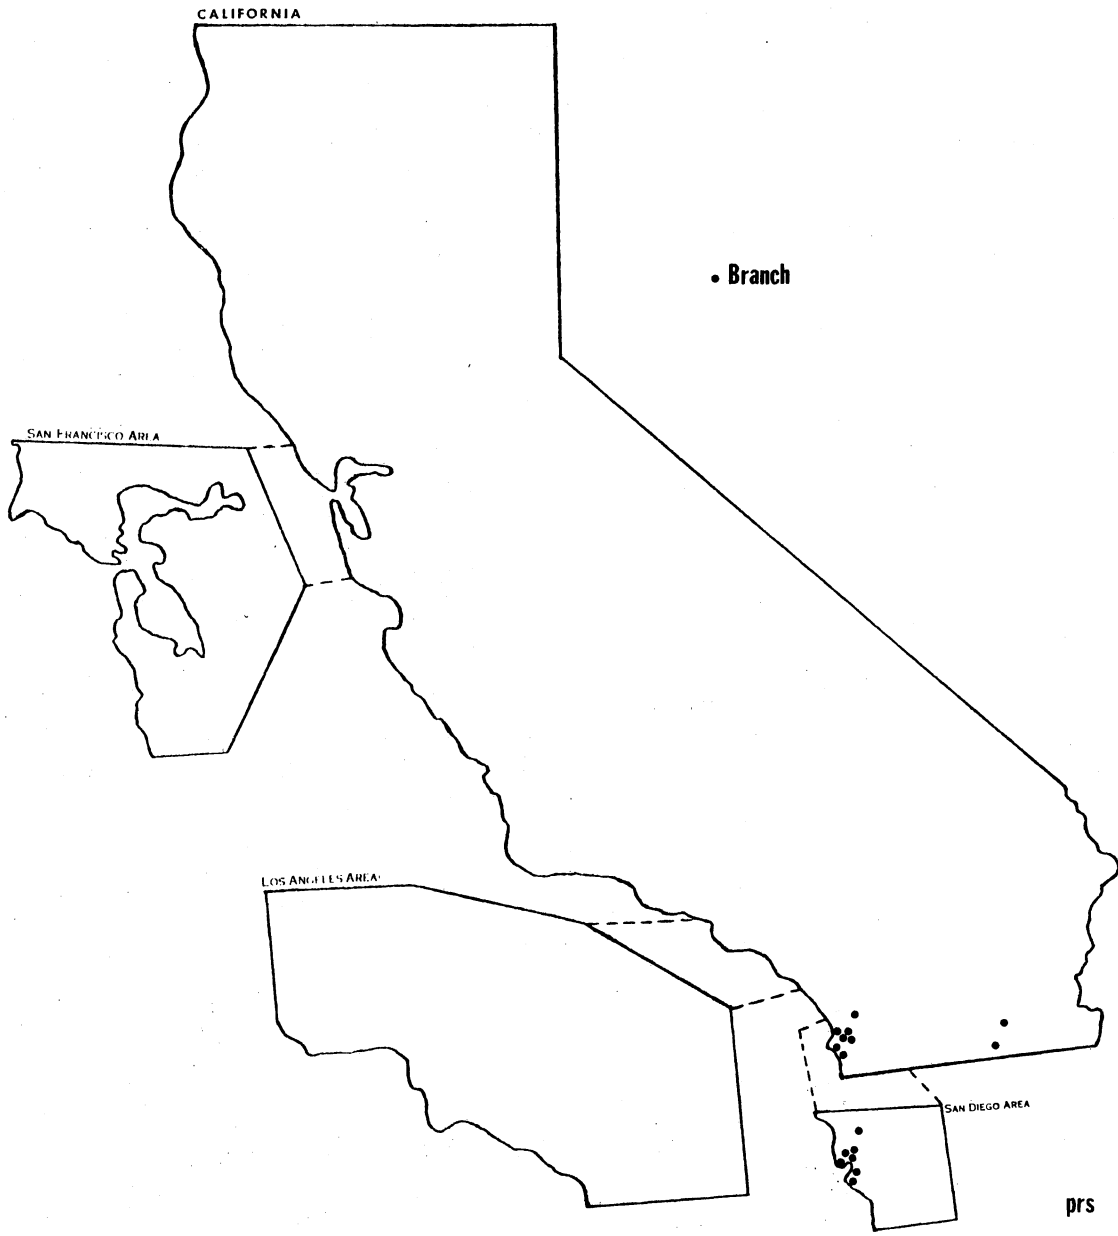 CALIFORNIA
• Branch
SAN FRANCISCO AREA
LOS ANGELES AREA
SAN DIEGO AREA
prs